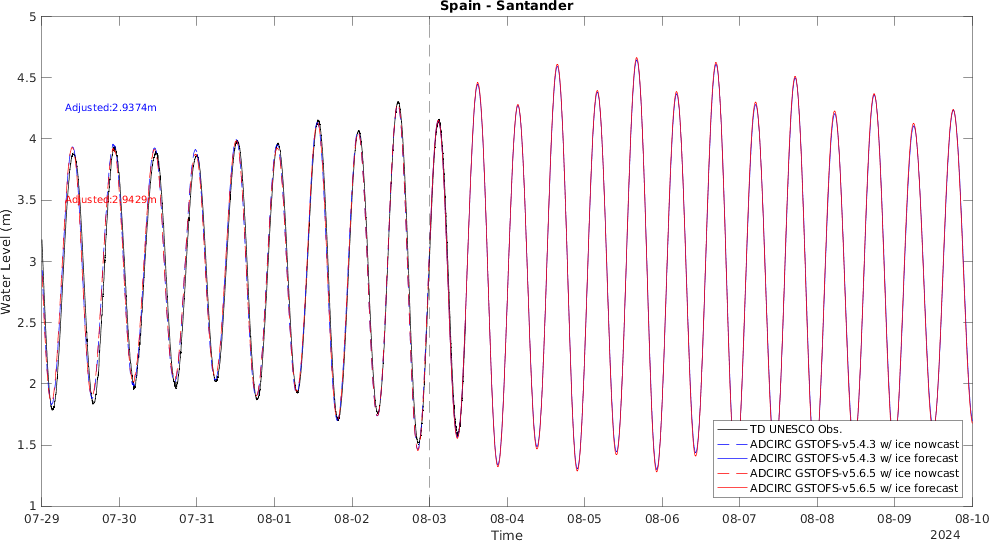 Spain - Santander
Water Level (m)
5
4.5
4
3.5
3
2.5
2
1.5
1
Adjusted:2.9374m
Adjusted:2.9429m
TD UNESCO Obs.
ADCIRC GSTOFS-v5.4.3 w/ ice nowcast
ADCIRC GSTOFS-v5.4.3 w/ ice forecast
ADCIRC GSTOFS-v5.6.5 w/ ice nowcast
ADCIRC GSTOFS-v5.6.5 w/ ice forecast
07-29 07-30 07-31 08-01 08-02 08-03 08-04 08-05 08-06 08-07 08-08 08-09 08-10
Time
2024